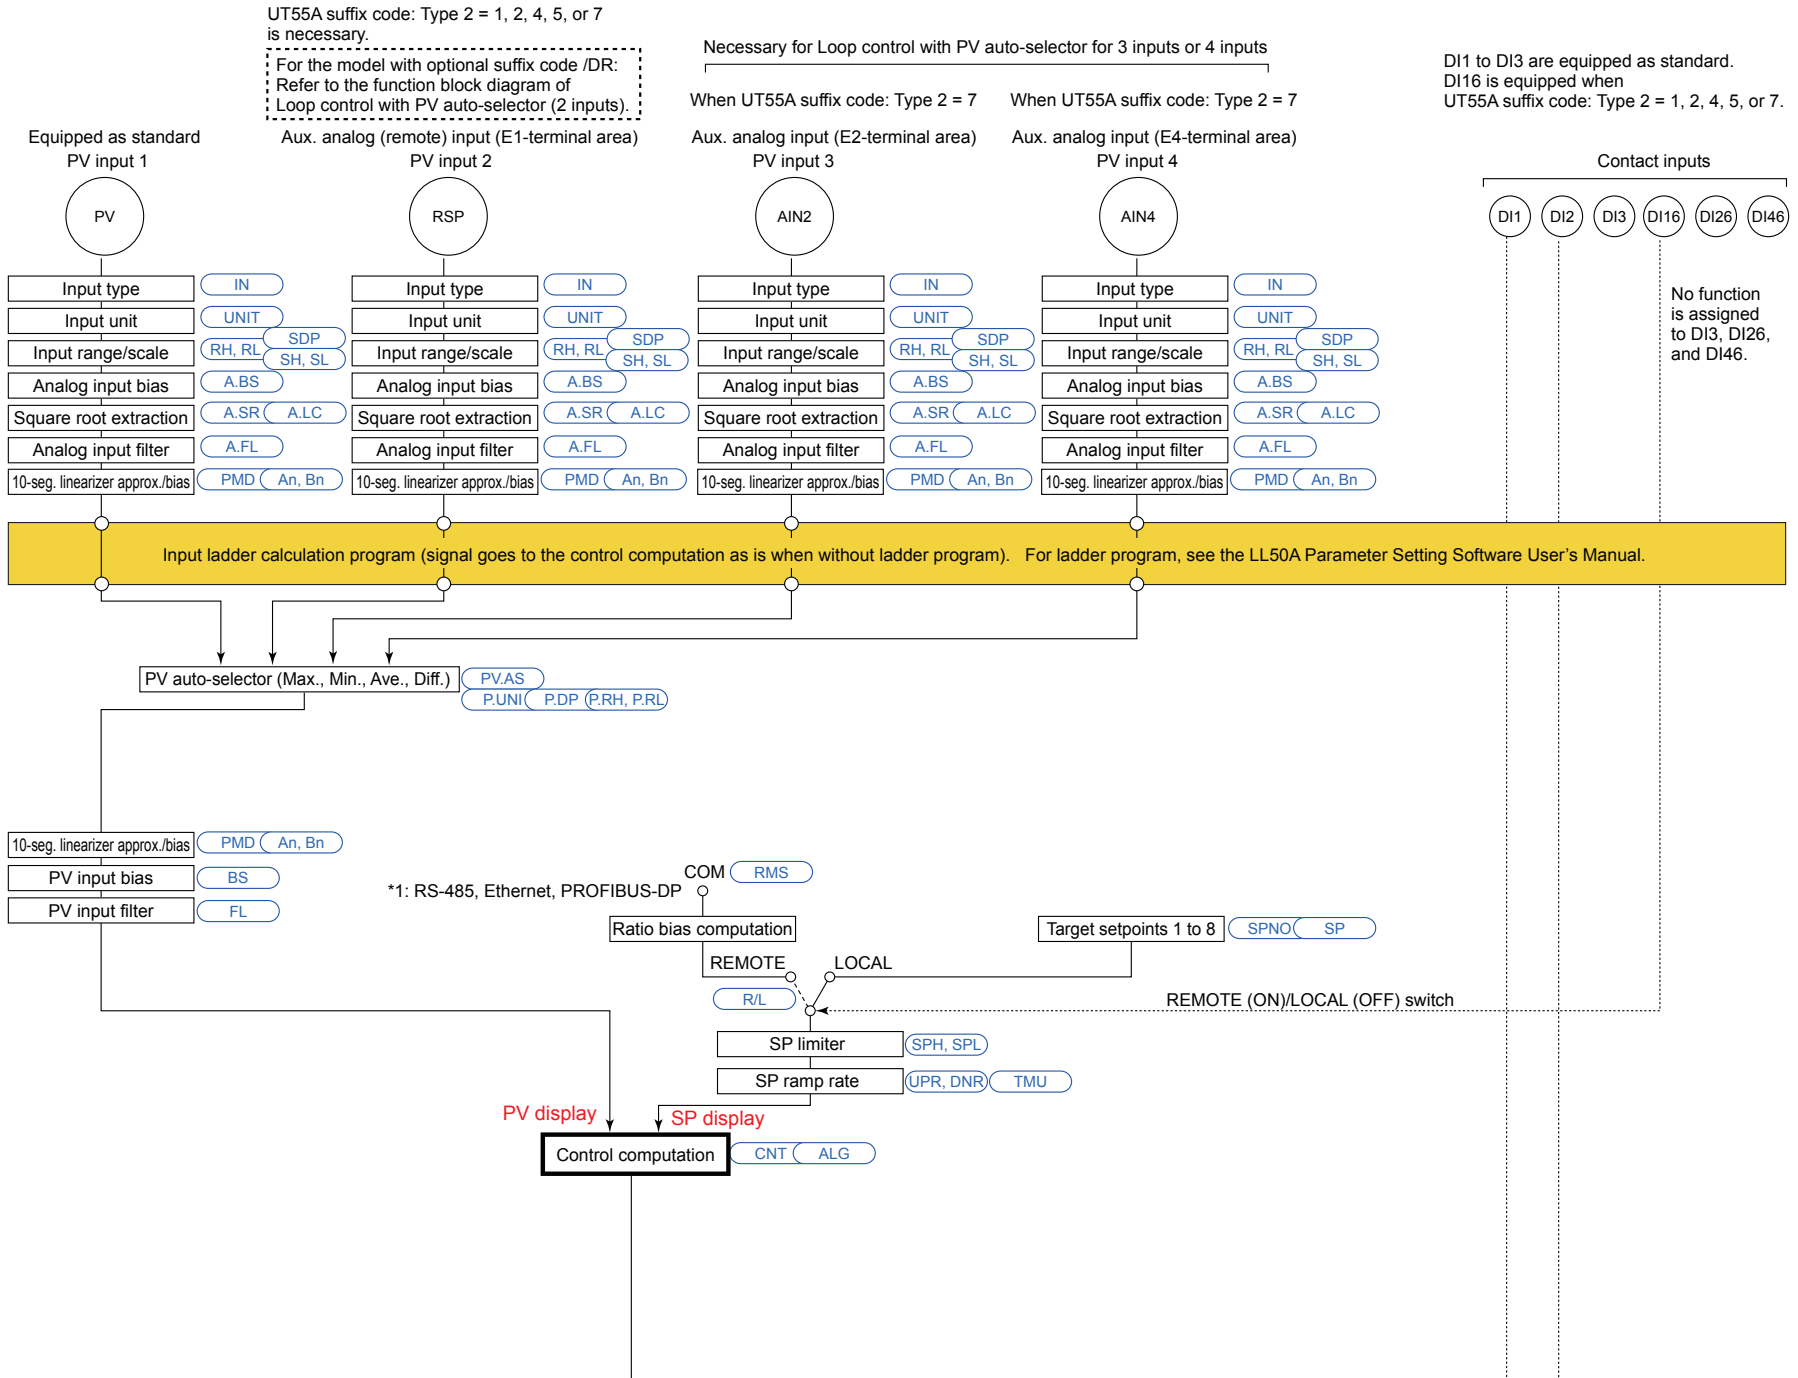 UT55A suffix code: Type 2 = 1, 2, 4, 5, or 7
is necessary.
For the model with optional suffix code /DR:
Refer to the function block diagram of
Loop control with PV auto-selector (2 inputs).
Necessary for Loop control with PV auto-selector for 3 inputs or 4 inputs
When UT55A suffix code: Type 2 = 7
When UT55A suffix code: Type 2 = 7
DI1 to DI3 are equipped as standard.
DI16 is equipped when
UT55A suffix code: Type 2 = 1, 2, 4, 5, or 7.
Equipped as standard
PV input 1
Aux. analog (remote) input (E1-terminal area)
PV input 2
Aux. analog input (E2-terminal area)
PV input 3
Aux. analog input (E4-terminal area)
PV input 4
Contact inputs
PV
RSP
AIN2
AIN4
DI1
DI2
DI3
DI16
DI26
DI46
No function
is assigned
to DI3, DI26,
and DI46.
Input type
IN
Input unit
UNIT
Input range/scale
RH, RL
SDP
SH, SL
Analog input bias
A.BS
Square root extraction
A.SR
A.LC
Analog input filter
A.FL
10-seg. linearizer approx./bias
PMD
An, Bn
Input type
IN
Input unit
UNIT
Input range/scale
RH, RL
SDP
SH, SL
Analog input bias
A.BS
Square root extraction
A.SR
A.LC
Analog input filter
A.FL
10-seg. linearizer approx./bias
PMD
An, Bn
Input type
IN
Input unit
UNIT
Input range/scale
RH, RL
SDP
SH, SL
Analog input bias
A.BS
Square root extraction
A.SR
A.LC
Analog input filter
A.FL
10-seg. linearizer approx./bias
PMD
An, Bn
Input type
IN
Input unit
UNIT
Input range/scale
RH, RL
SDP
SH, SL
Analog input bias
A.BS
Square root extraction
A.SR
A.LC
Analog input filter
A.FL
10-seg. linearizer approx./bias
PMD
An, Bn
Input ladder calculation program (signal goes to the control computation as is when without ladder program). For ladder program, see the LL50A Parameter Setting Software User's Manual.
PV auto-selector (Max., Min., Ave., Diff.)
PV.AS
P.UNI
P.DP
P.RH, P.RL
10-seg. linearizer approx./bias
PMD
An, Bn
PV input bias
BS
PV input filter
FL
COM
RMS
*1: RS-485, Ethernet, PROFIBUS-DP
Ratio bias computation
Target setpoints 1 to 8
SPNO
SP
REMOTE
LOCAL
R/L
REMOTE (ON)/LOCAL (OFF) switch
SP limiter
SPH, SPL
SP ramp rate
UPR, DNR
TMU
PV display
SP display
Control computation
CNT
ALG